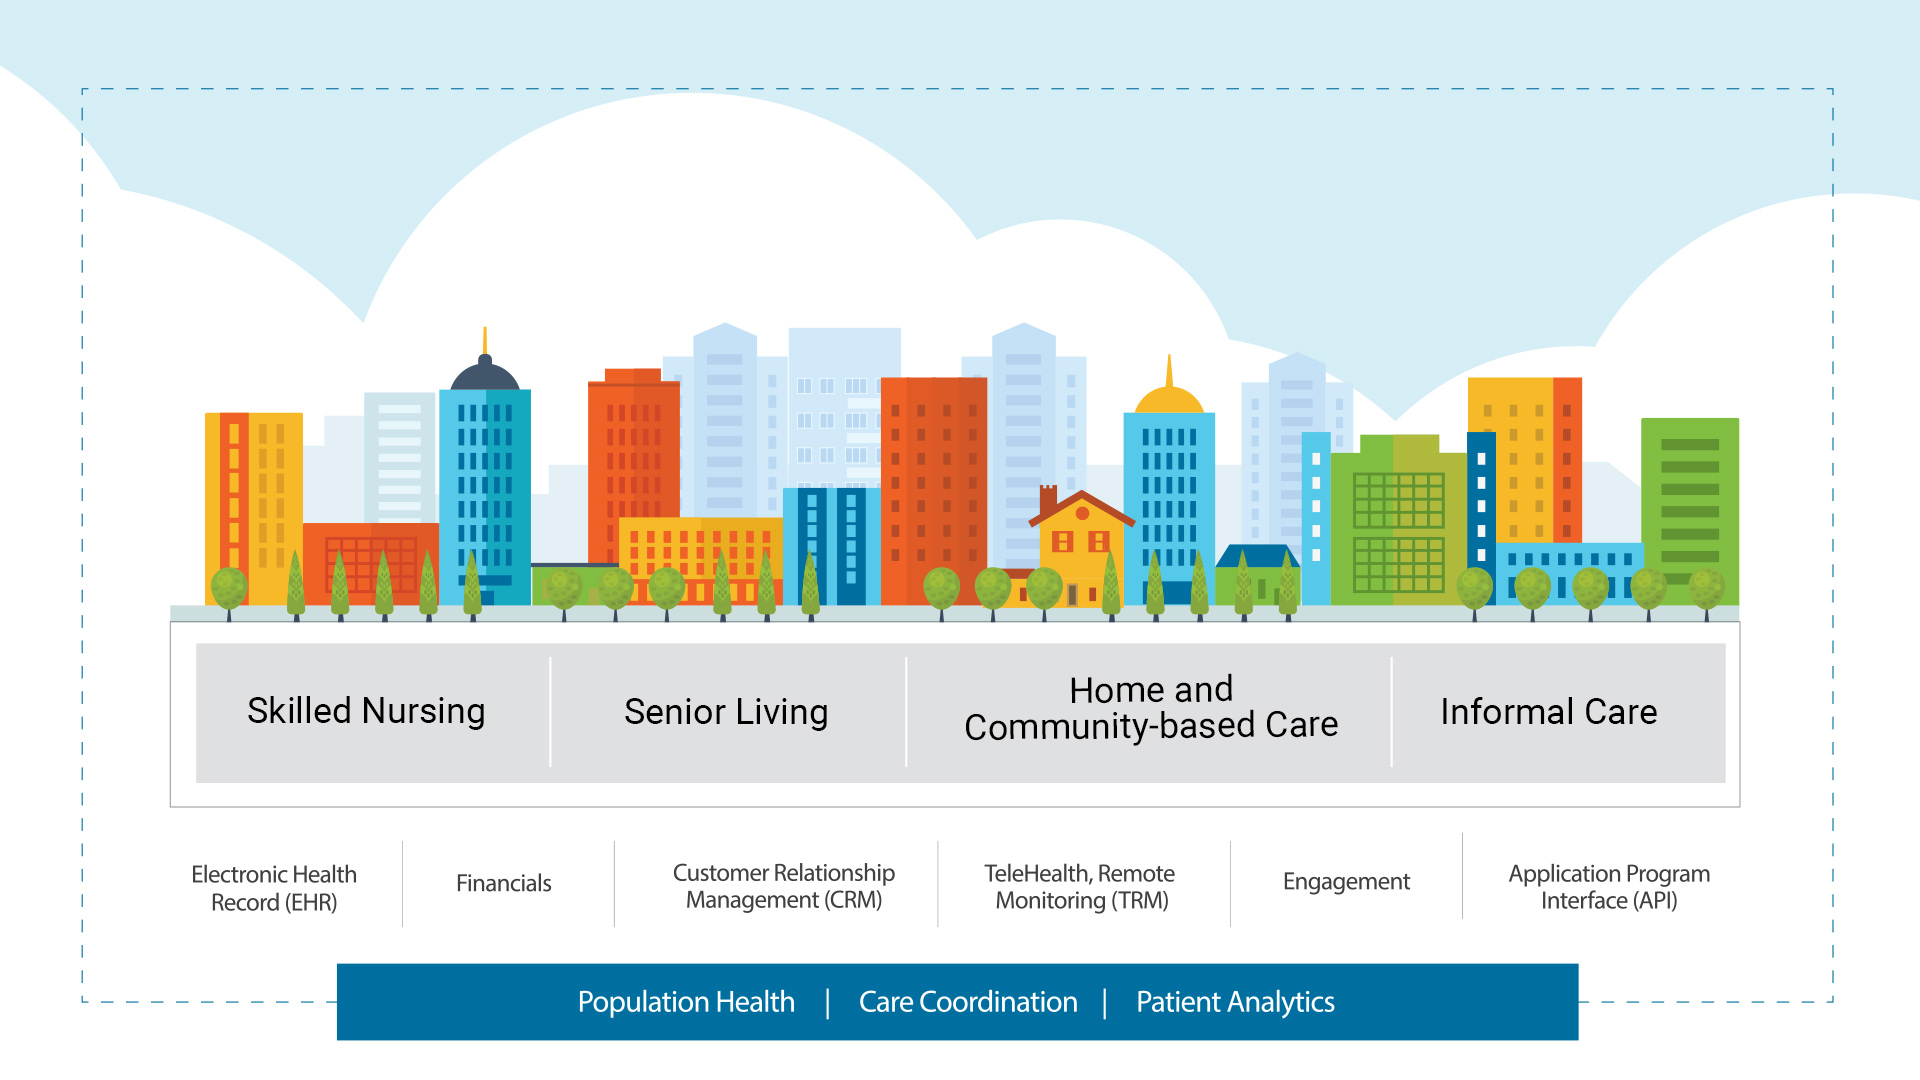 Skilled Nursing
Senior Living
Home and
Community-based Care
Informal Care
Electronic Health
Record (EHR)
Financials
Customer Relationship
Management (CRM)
TeleHealth, Remote
Monitoring (TRM)
Engagement
Application Program
Interface (API)
Population Health | Care Coordination | Patient Analytics